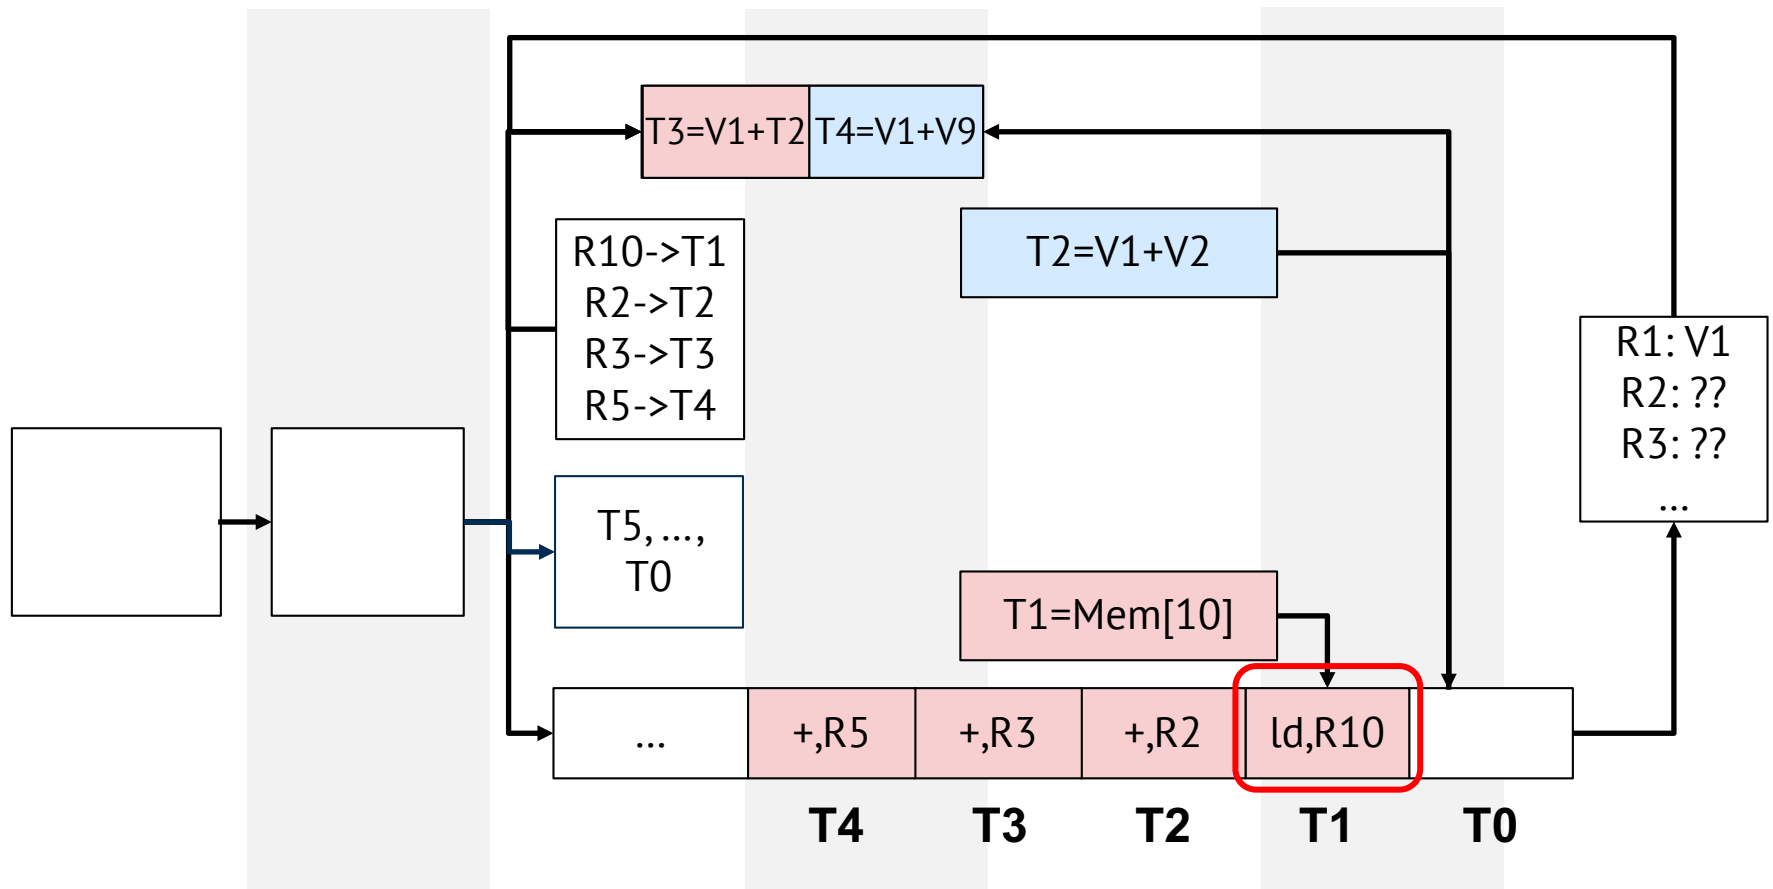 T3=V1+T2 T4=V1+V9
R10->T1
R2->T2
R3->T3
R5->T4
T2=V1+V2
R1: V1
R2: ??
R3: ??
...
T5, ...,
T0
T1=Mem[10]
... +,R5 +,R3 +,R2 ld,R10
T4 T3 T2 T1 T0